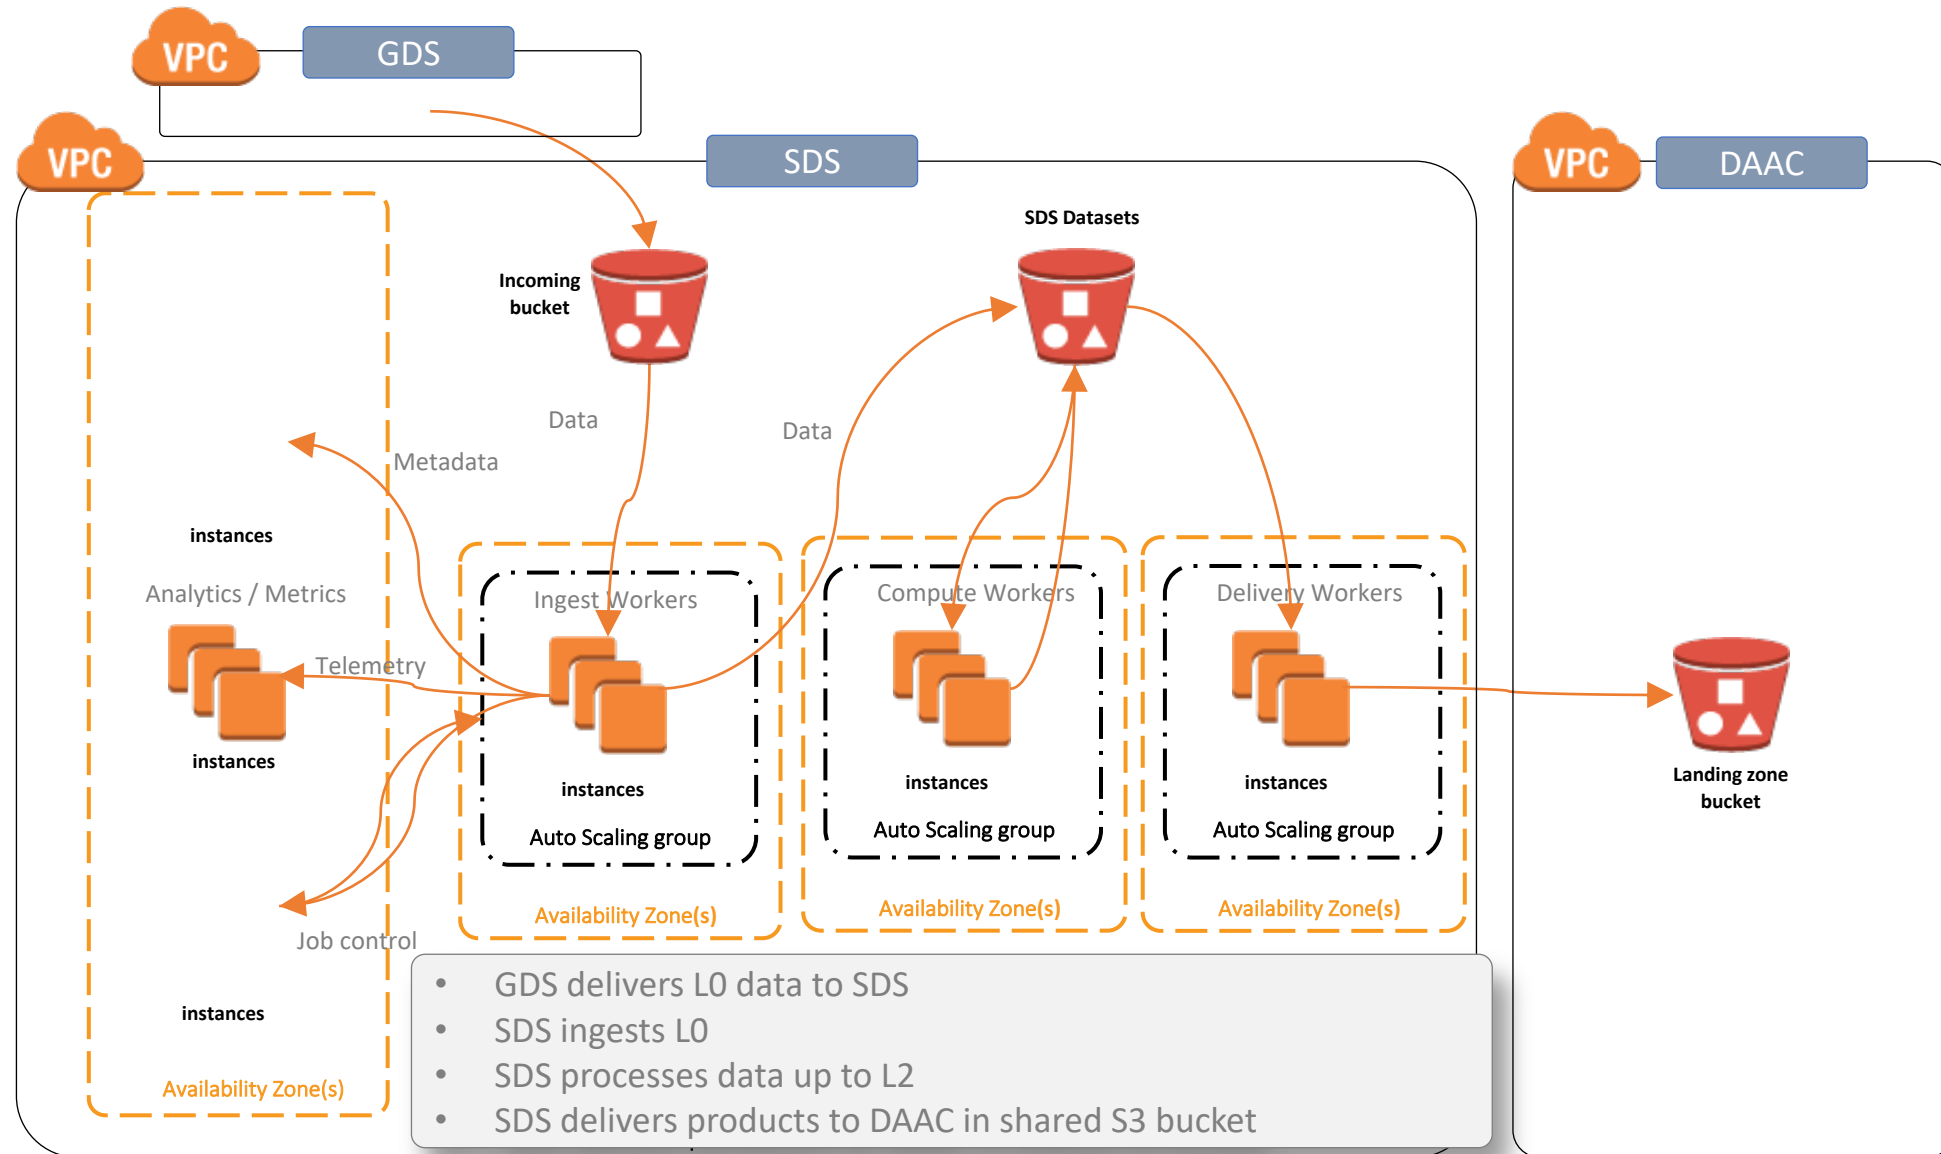 VPC
GDS
VPC
SDS
VPC
DAAC
SDS Datasets
Incoming
bucket
Data
Data
Metadata
instances
Analytics / Metrics
Ingest Workers
Compute Workers
Delivery Workers
Telemetry
instances
instances
instances
instances
Landing zone
bucket
Auto Scaling group
Auto Scaling group
Auto Scaling group
Availability Zone(s)
Availability Zone(s)
Availability Zone(s)
Job control
instances
Availability Zone(s)
• GDS delivers L0 data to SDS
• SDS ingests L0
• SDS processes data up to L2
• SDS delivers products to DAAC in shared S3 bucket